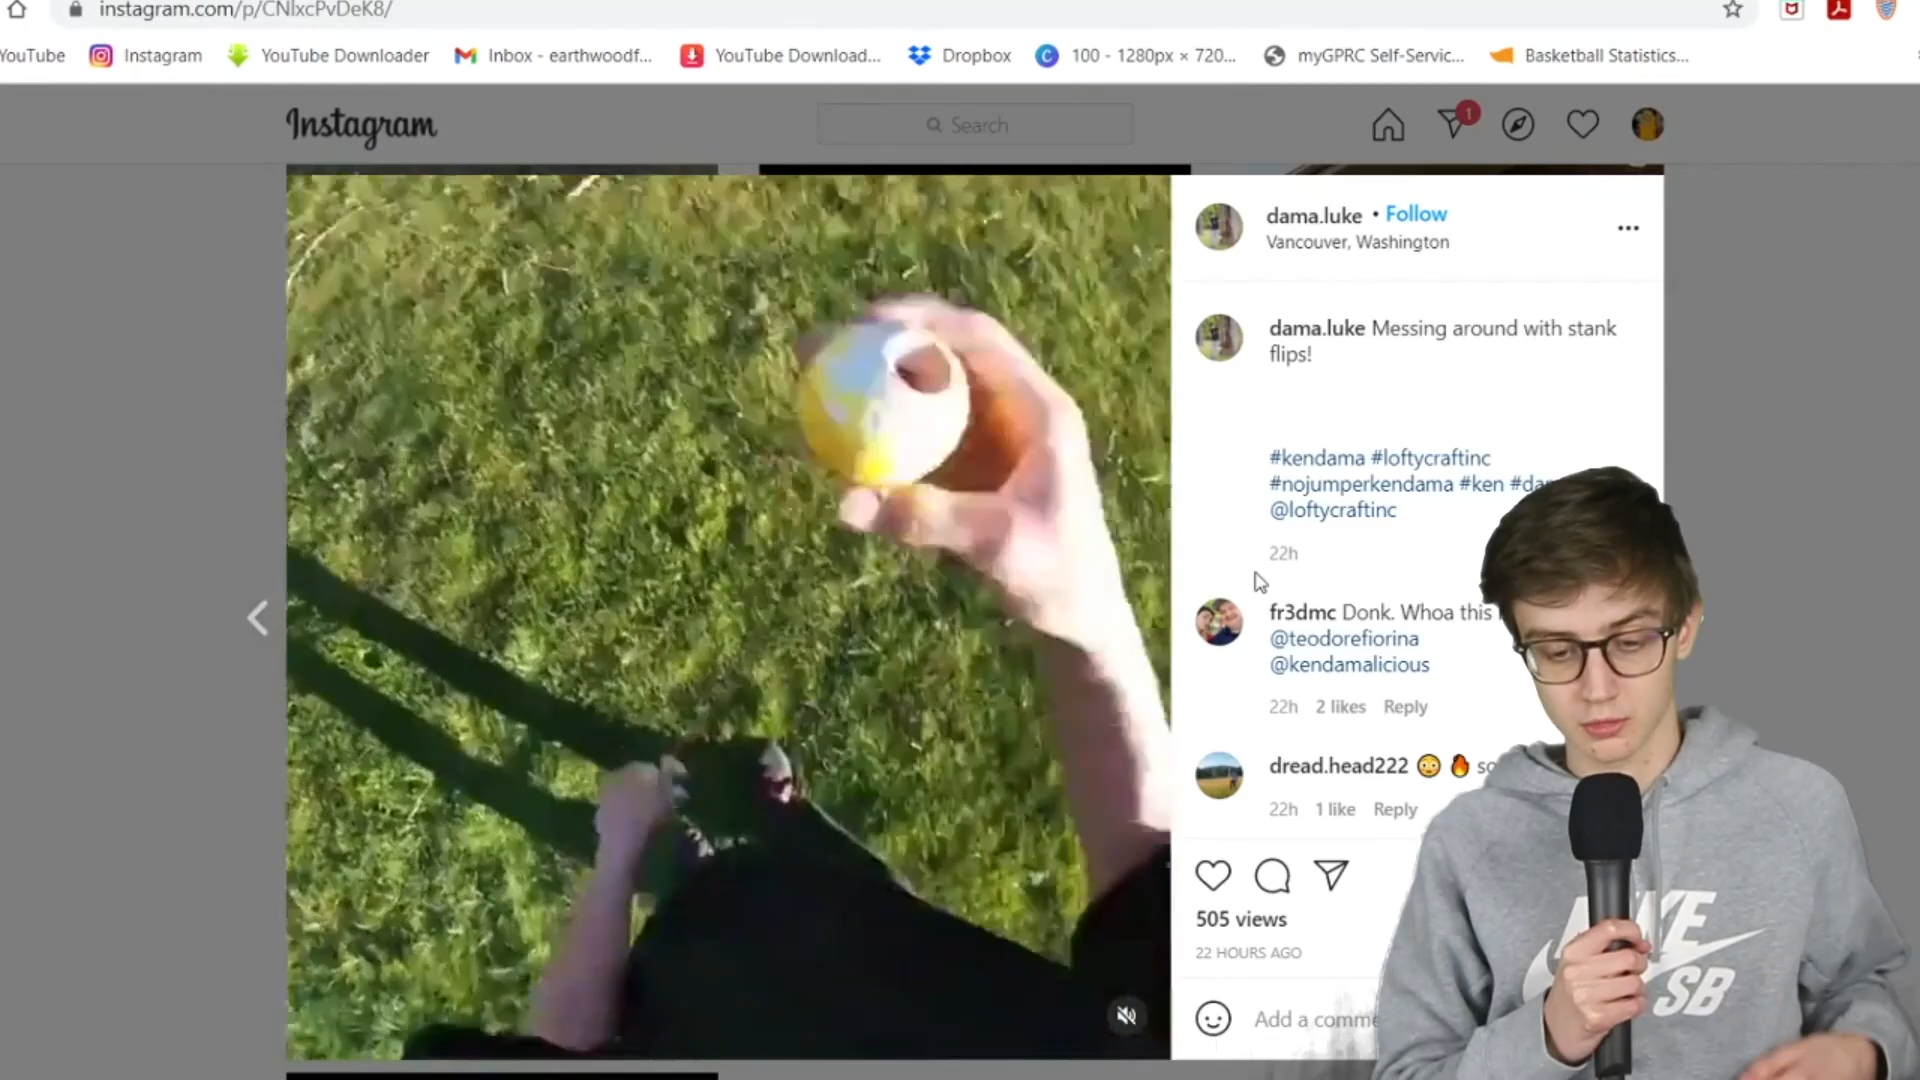 instagram.com/p/CNlxcPvDeK8/
YouTube Instagram YouTube Downloader Inbox - earthwoodf... YouTube Download... Dropbox 100 - 1280px × 720... myGPRC Self-Servic... Basketball Statistics...
Instagram Search 1
dama.luke • Follow
Vancouver, Washington
dama.luke Messing around with stank
flips!
#kendama #loftycraftinc
#nojumperkendama #ken
@loftycraftinc
22h
fr3dmc Donk. Whoa this
@teodorefiorina
@kendamalicious
22h 2 likes Reply
dread.head222
22h 1 like Reply
505 views
22 HOURS AGO
Add a
NIKE
SB